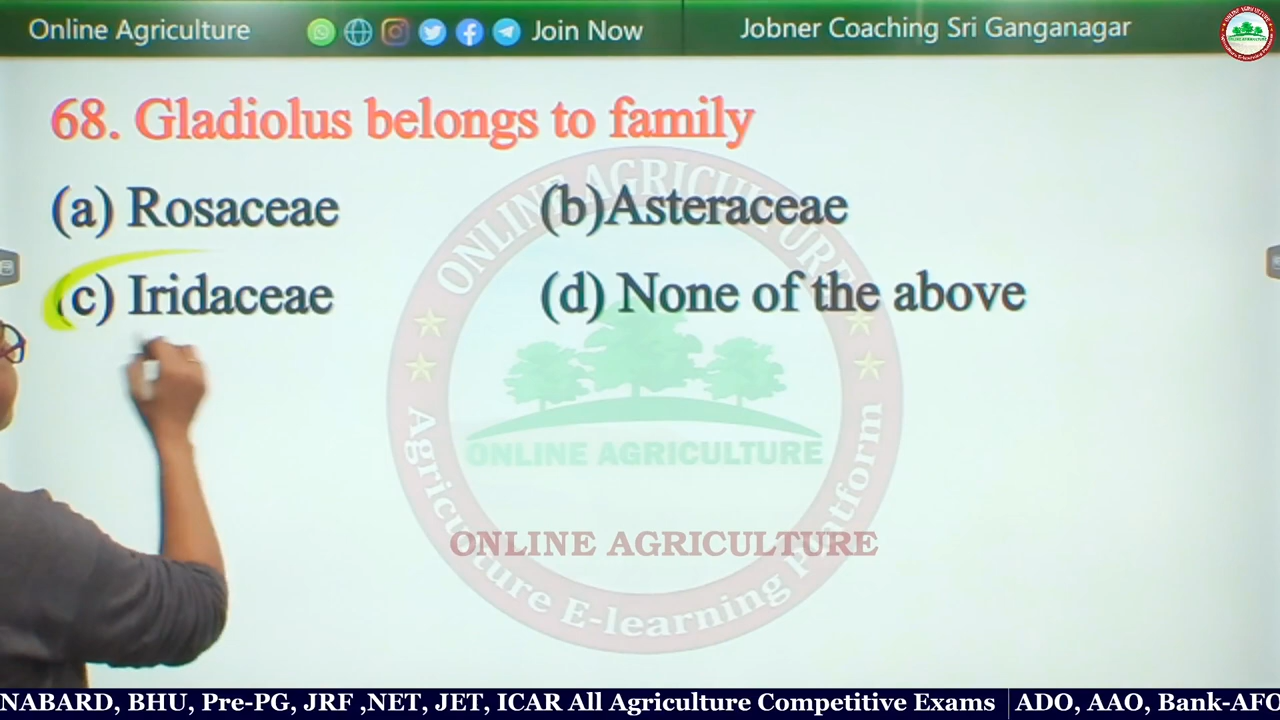 Online Agriculture Join Now Jobner Coaching Sri Ganganagar
68. Gladiolus belongs to family
(a) Rosaceae (b)Asteraceae
(c) Iridaceae (d) None of the above
ONLINE AGRICULTURE
ONLINE AGRICULTURE
ONLINE AGRICULTURE
Agriculture E-learning Platform
NABARD, BHU, Pre-PG, JRF ,NET, JET, ICAR All Agriculture Competitive Exams ADO, AAO, Bank-AFO